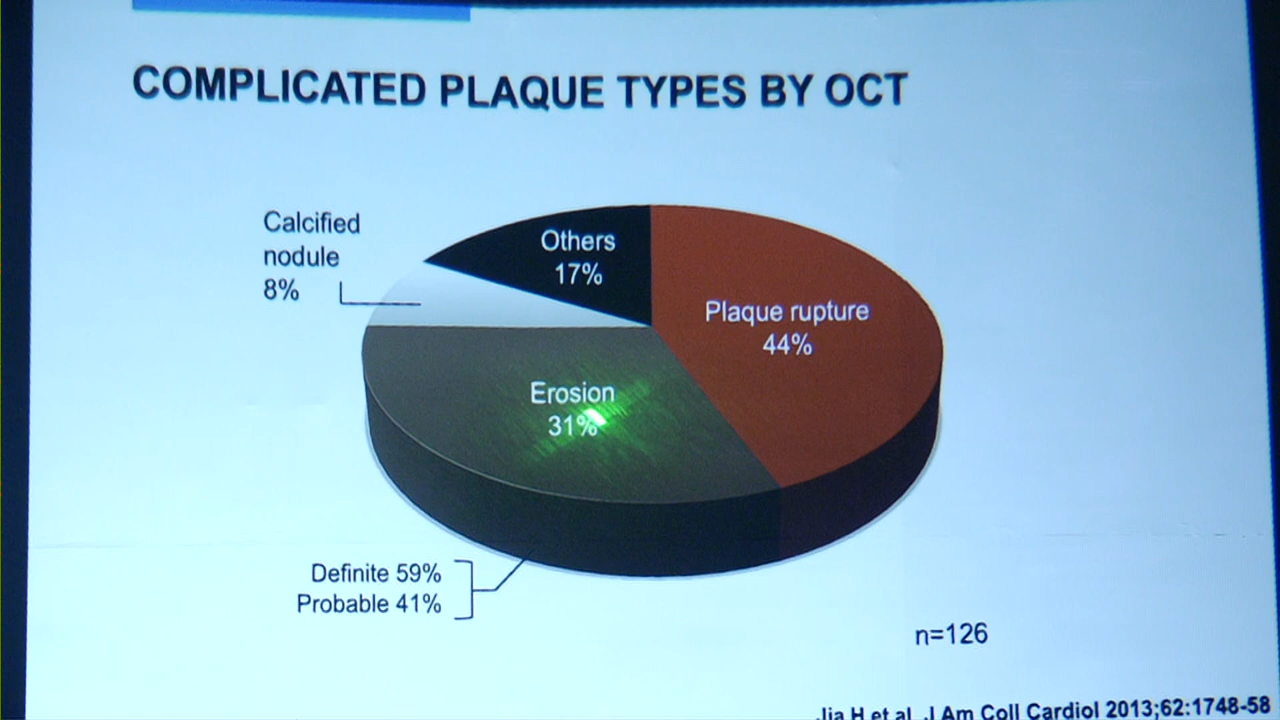 COMPLICATED PLAQUE TYPES BY OCT
Calcified
nodule
8%
Others
17%
Plaque rupture
44%
Erosion
31%
Definite 59%
Probable 41%
n=126
Jia H et al. J Am Coll Cardiol 2013;62:1748-58